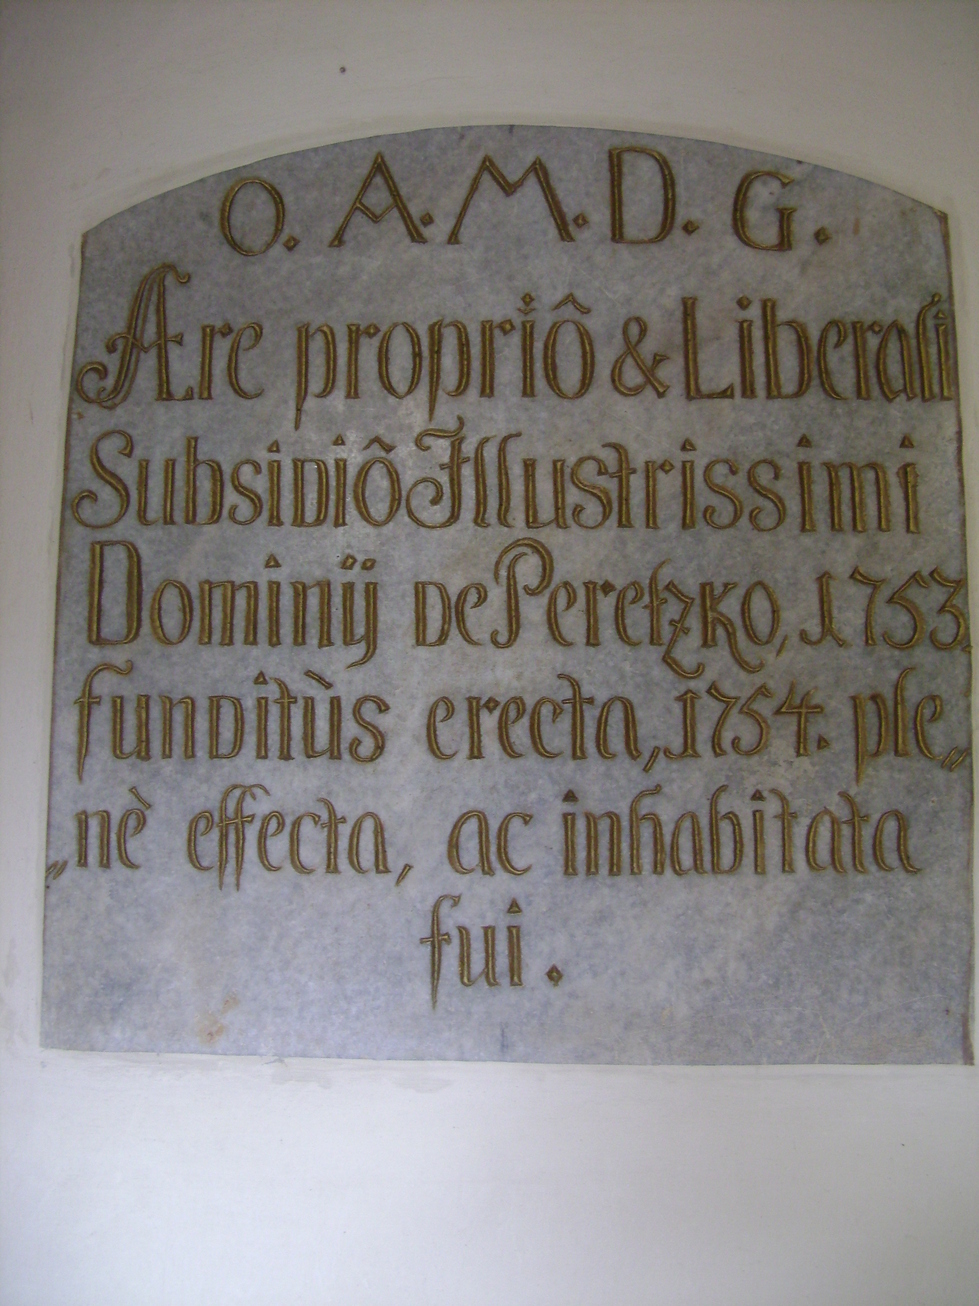 O. A. M. D. G.
Ære propriô & Liberali
Subsidiô Illustrissimi
Dominij de Peretzko, 1753
funditùs erecta, 1754. ple„
„nè effecta, ac inhabitata
fui.